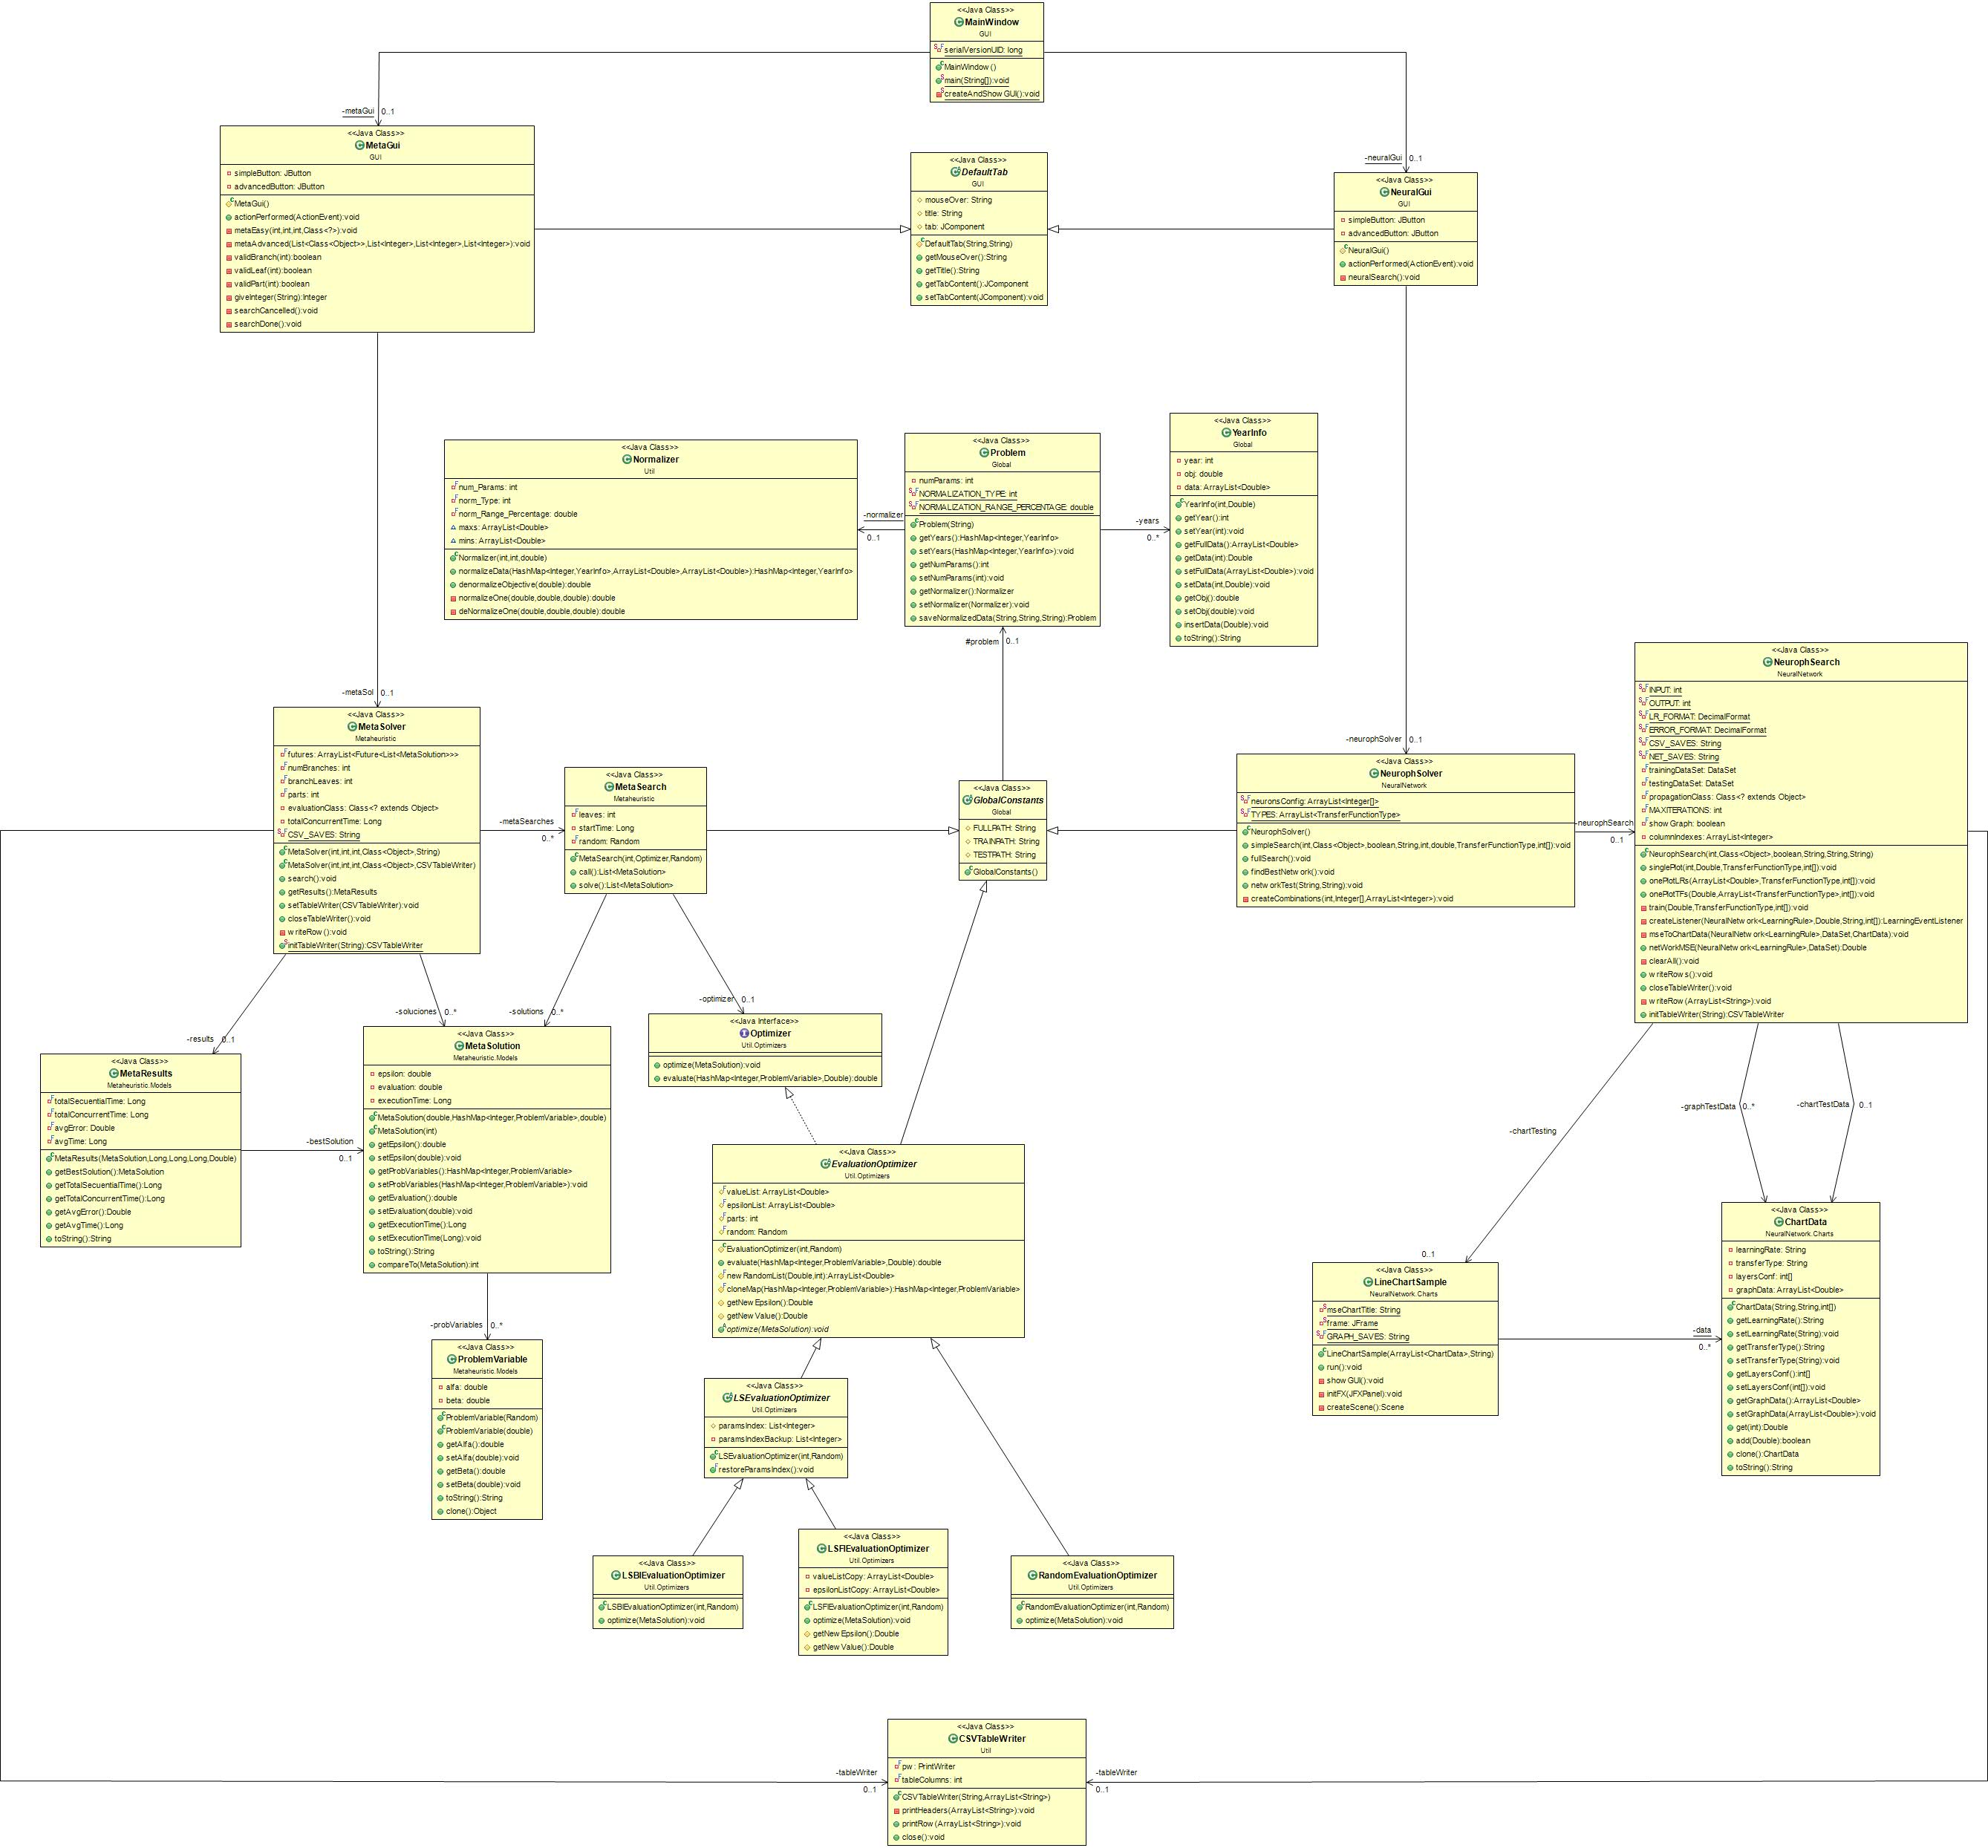 <<Java Class>>
MainWindow
GUI
serialVersionUID: long
MainWindow ()
main(String[]):void
createAndShow GUI():void
-metaGui 0..1
<<Java Class>>
MetaGui
GUI
simpleButton: JButton
advancedButton: JButton
MetaGui()
actionPerformed(ActionEvent):void
metaEasy(int,int,int,Class<?>):void
metaAdvanced(List<Class<Object>>,List<Integer>,List<Integer>,List<Integer>):void
validBranch(int):boolean
validLeaf(int):boolean
validPart(int):boolean
giveInteger(String):Integer
searchCancelled():void
searchDone():void
<<Java Class>>
DefaultTab
GUI
mouseOver: String
title: String
tab: JComponent
DefaultTab(String,String)
getMouseOver():String
getTitle():String
getTabContent():JComponent
setTabContent(JComponent):void
-neuralGui 0..1
<<Java Class>>
NeuralGui
GUI
simpleButton: JButton
advancedButton: JButton
NeuralGui()
actionPerformed(ActionEvent):void
neuralSearch():void
<<Java Class>>
Normalizer
Util
num_Params: int
norm_Type: int
norm_Range_Percentage: double
maxs: ArrayList<Double>
mins: ArrayList<Double>
Normalizer(int,int,double)
normalizeData(HashMap<Integer,YearInfo>,ArrayList<Double>,ArrayList<Double>):HashMap<Integer,YearInfo>
denormalizeObjective(double):double
normalizeOne(double,double,double):double
deNormalizeOne(double,double,double):double
-normalizer
0..1
<<Java Class>>
Problem
Global
numParams: int
NORMALIZATION_TYPE: int
NORMALIZATION_RANGE_PERCENTAGE: double
Problem(String)
getYears():HashMap<Integer,YearInfo>
setYears(HashMap<Integer,YearInfo>):void
getNumParams():int
setNumParams(int):void
getNormalizer():Normalizer
setNormalizer(Normalizer):void
saveNormalizedData(String,String,String):Problem
-years
0..*
<<Java Class>>
YearInfo
Global
year: int
obj: double
data: ArrayList<Double>
YearInfo(int,Double)
getYear():int
setYear(int):void
getFullData():ArrayList<Double>
getData(int):Double
setFullData(ArrayList<Double>):void
setData(int,Double):void
getObj():double
setObj(double):void
insertData(Double):void
toString():String
#problem 0..1
-metaSol 0..1
<<Java Class>>
MetaSolver
Metaheuristic
futures: ArrayList<Future<List<MetaSolution>>>
numBranches: int
branchLeaves: int
parts: int
evaluationClass: Class<? extends Object>
totalConcurrentTime: Long
CSV_SAVES: String
MetaSolver(int,int,int,Class<Object>,String)
MetaSolver(int,int,int,Class<Object>,CSVTableWriter)
search():void
getResults():MetaResults
setTableWriter(CSVTableWriter):void
closeTableWriter():void
w riteRow ():void
initTableWriter(String):CSVTableWriter
-metaSearches
0..*
<<Java Class>>
MetaSearch
Metaheuristic
leaves: int
startTime: Long
random: Random
MetaSearch(int,Optimizer,Random)
call():List<MetaSolution>
solve():List<MetaSolution>
<<Java Class>>
GlobalConstants
Global
FULLPATH: String
TRAINPATH: String
TESTPATH: String
GlobalConstants()
-neurophSolver 0..1
<<Java Class>>
NeurophSolver
NeuralNetwork
neuronsConfig: ArrayList<Integer[]>
TYPES: ArrayList<TransferFunctionType>
NeurophSolver()
simpleSearch(int,Class<Object>,boolean,String,int,double,TransferFunctionType,int[]):void
fullSearch():void
findBestNetw ork():void
netw orkTest(String,String):void
createCombinations(int,Integer[],ArrayList<Integer>):void
-neurophSearch
0..1
<<Java Class>>
NeurophSearch
NeuralNetwork
INPUT: int
OUTPUT: int
LR_FORMAT: DecimalFormat
ERROR_FORMAT: DecimalFormat
CSV_SAVES: String
NET_SAVES: String
trainingDataSet: DataSet
testingDataSet: DataSet
propagationClass: Class<? extends Object>
MAXITERATIONS: int
show Graph: boolean
columnIndexes: ArrayList<Integer>
NeurophSearch(int,Class<Object>,boolean,String,String,String)
singlePlot(int,Double,TransferFunctionType,int[]):void
onePlotLRs(ArrayList<Double>,TransferFunctionType,int[]):void
onePlotTFs(Double,ArrayList<TransferFunctionType>,int[]):void
train(Double,TransferFunctionType,int[]):void
createListener(NeuralNetw ork<LearningRule>,Double,String,int[]):LearningEventListener
mseToChartData(NeuralNetw ork<LearningRule>,DataSet,ChartData):void
netWorkMSE(NeuralNetw ork<LearningRule>,DataSet):Double
clearAll():void
w riteRow s():void
closeTableWriter():void
w riteRow (ArrayList<String>):void
initTableWriter(String):CSVTableWriter
-results 0..1
-soluciones 0..*
-solutions 0..*
-optimizer 0..1
<<Java Class>>
MetaResults
Metaheuristic.Models
totalSecuentialTime: Long
totalConcurrentTime: Long
avgError: Double
avgTime: Long
MetaResults(MetaSolution,Long,Long,Long,Double)
getBestSolution():MetaSolution
getTotalSecuentialTime():Long
getTotalConcurrentTime():Long
getAvgError():Double
getAvgTime():Long
toString():String
-bestSolution
0..1
<<Java Class>>
MetaSolution
Metaheuristic.Models
epsilon: double
evaluation: double
executionTime: Long
MetaSolution(double,HashMap<Integer,ProblemVariable>,double)
MetaSolution(int)
getEpsilon():double
setEpsilon(double):void
getProbVariables():HashMap<Integer,ProblemVariable>
setProbVariables(HashMap<Integer,ProblemVariable>):void
getEvaluation():double
setEvaluation(double):void
getExecutionTime():Long
setExecutionTime(Long):void
toString():String
compareTo(MetaSolution):int
<<Java Interface>>
Optimizer
Util.Optimizers
optimize(MetaSolution):void
evaluate(HashMap<Integer,ProblemVariable>,Double):double
<<Java Class>>
EvaluationOptimizer
Util.Optimizers
valueList: ArrayList<Double>
epsilonList: ArrayList<Double>
parts: int
random: Random
EvaluationOptimizer(int,Random)
evaluate(HashMap<Integer,ProblemVariable>,Double):double
new RandomList(Double,int):ArrayList<Double>
cloneMap(HashMap<Integer,ProblemVariable>):HashMap<Integer,ProblemVariable>
getNew Epsilon():Double
getNew Value():Double
optimize(MetaSolution):void
-graphTestData 0..*
-chartTestData 0..1
-chartTesting
0..1
<<Java Class>>
LineChartSample
NeuralNetwork.Charts
mseChartTitle: String
frame: JFrame
GRAPH_SAVES: String
LineChartSample(ArrayList<ChartData>,String)
run():void
show GUI():void
initFX(JFXPanel):void
createScene():Scene
-data
0..*
<<Java Class>>
ChartData
NeuralNetwork.Charts
learningRate: String
transferType: String
layersConf: int[]
graphData: ArrayList<Double>
ChartData(String,String,int[])
getLearningRate():String
setLearningRate(String):void
getTransferType():String
setTransferType(String):void
getLayersConf():int[]
setLayersConf(int[]):void
getGraphData():ArrayList<Double>
setGraphData(ArrayList<Double>):void
get(int):Double
add(Double):boolean
clone():ChartData
toString():String
-probVariables 0..*
<<Java Class>>
ProblemVariable
Metaheuristic.Models
alfa: double
beta: double
ProblemVariable(Random)
ProblemVariable(double)
getAlfa():double
setAlfa(double):void
getBeta():double
setBeta(double):void
toString():String
clone():Object
<<Java Class>>
LSEvaluationOptimizer
Util.Optimizers
paramsIndex: List<Integer>
paramsIndexBackup: List<Integer>
LSEvaluationOptimizer(int,Random)
restoreParamsIndex():void
<<Java Class>>
LSBIEvaluationOptimizer
Util.Optimizers
LSBIEvaluationOptimizer(int,Random)
optimize(MetaSolution):void
<<Java Class>>
LSFIEvaluationOptimizer
Util.Optimizers
valueListCopy: ArrayList<Double>
epsilonListCopy: ArrayList<Double>
LSFIEvaluationOptimizer(int,Random)
optimize(MetaSolution):void
getNew Epsilon():Double
getNew Value():Double
<<Java Class>>
RandomEvaluationOptimizer
Util.Optimizers
RandomEvaluationOptimizer(int,Random)
optimize(MetaSolution):void
-tableWriter
0..1
<<Java Class>>
CSVTableWriter
Util
pw : PrintWriter
tableColumns: int
CSVTableWriter(String,ArrayList<String>)
printHeaders(ArrayList<String>):void
printRow (ArrayList<String>):void
close():void
-tableWriter
0..1